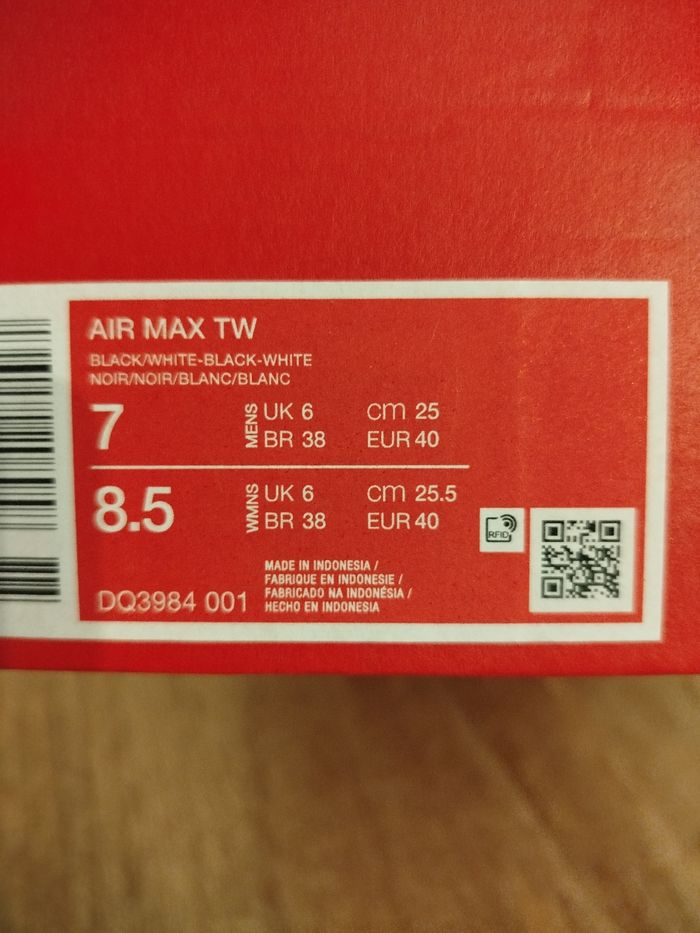 AIR MAX TW
BLACK/WHITE-BLACK-WHITE
NOIR/NOIR/BLANC/BLANC
7
MENS
UK 6 cm 25
BR 38 EUR 40
8.5
WMNS
UK 6 cm 25.5
BR 38 EUR 40
RFID
MADE IN INDONESIA /
FABRIQUE EN INDONESIE /
FABRICADO NA INDONÉSIA /
HECHO EN INDONESIA
DQ3984 001